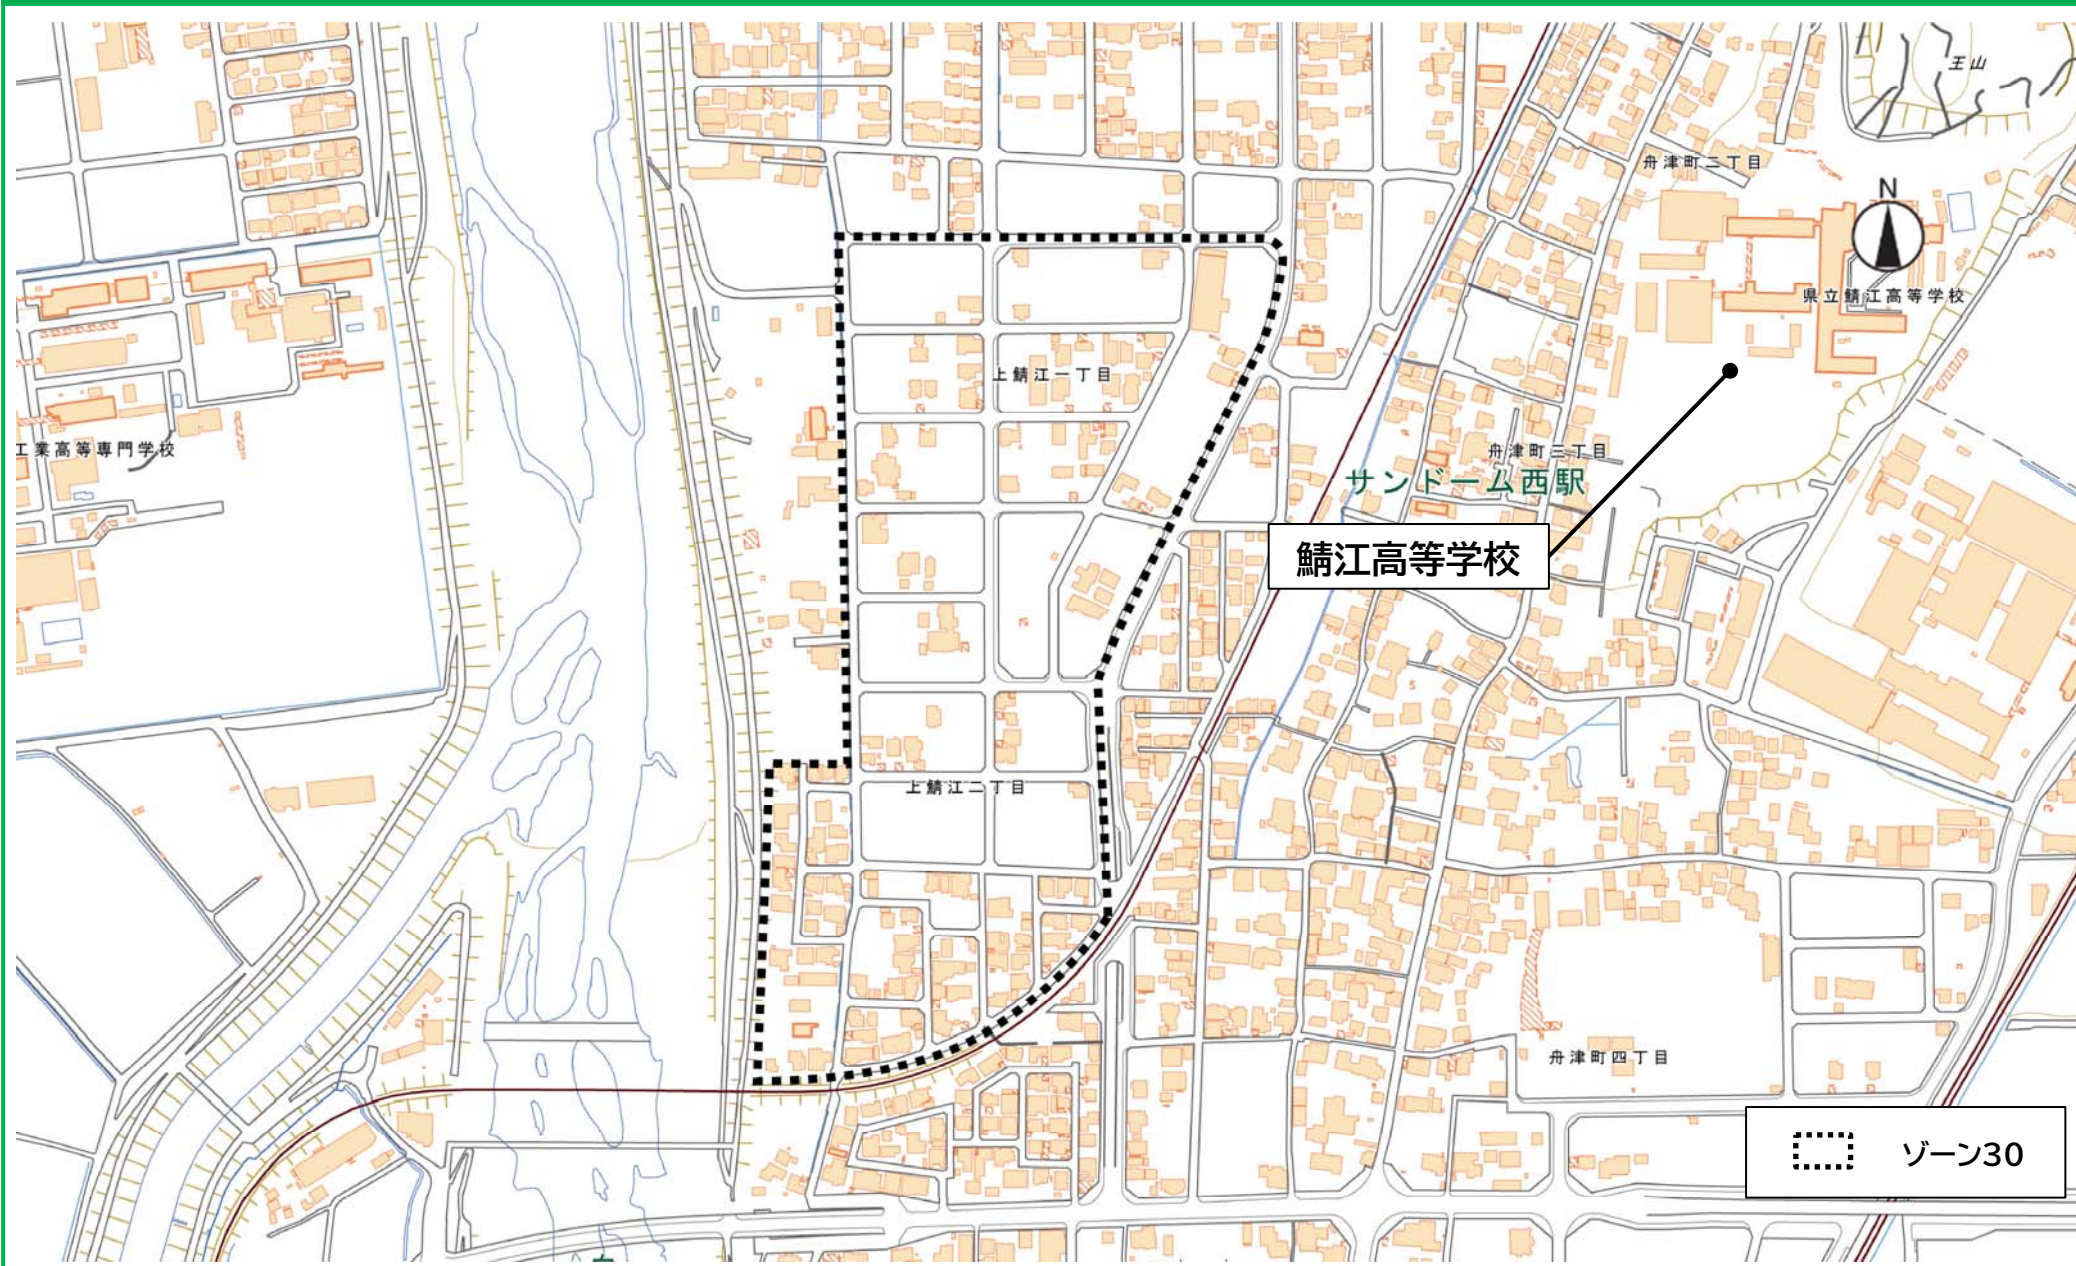 王山
舟津町二丁目
N
県立鯖江高等学校
上鯖江一丁目
工業高等専門学校
舟津町三丁目
サンドーム西駅
鯖江高等学校
上鯖江二丁目
舟津町四丁目
ゾーン30